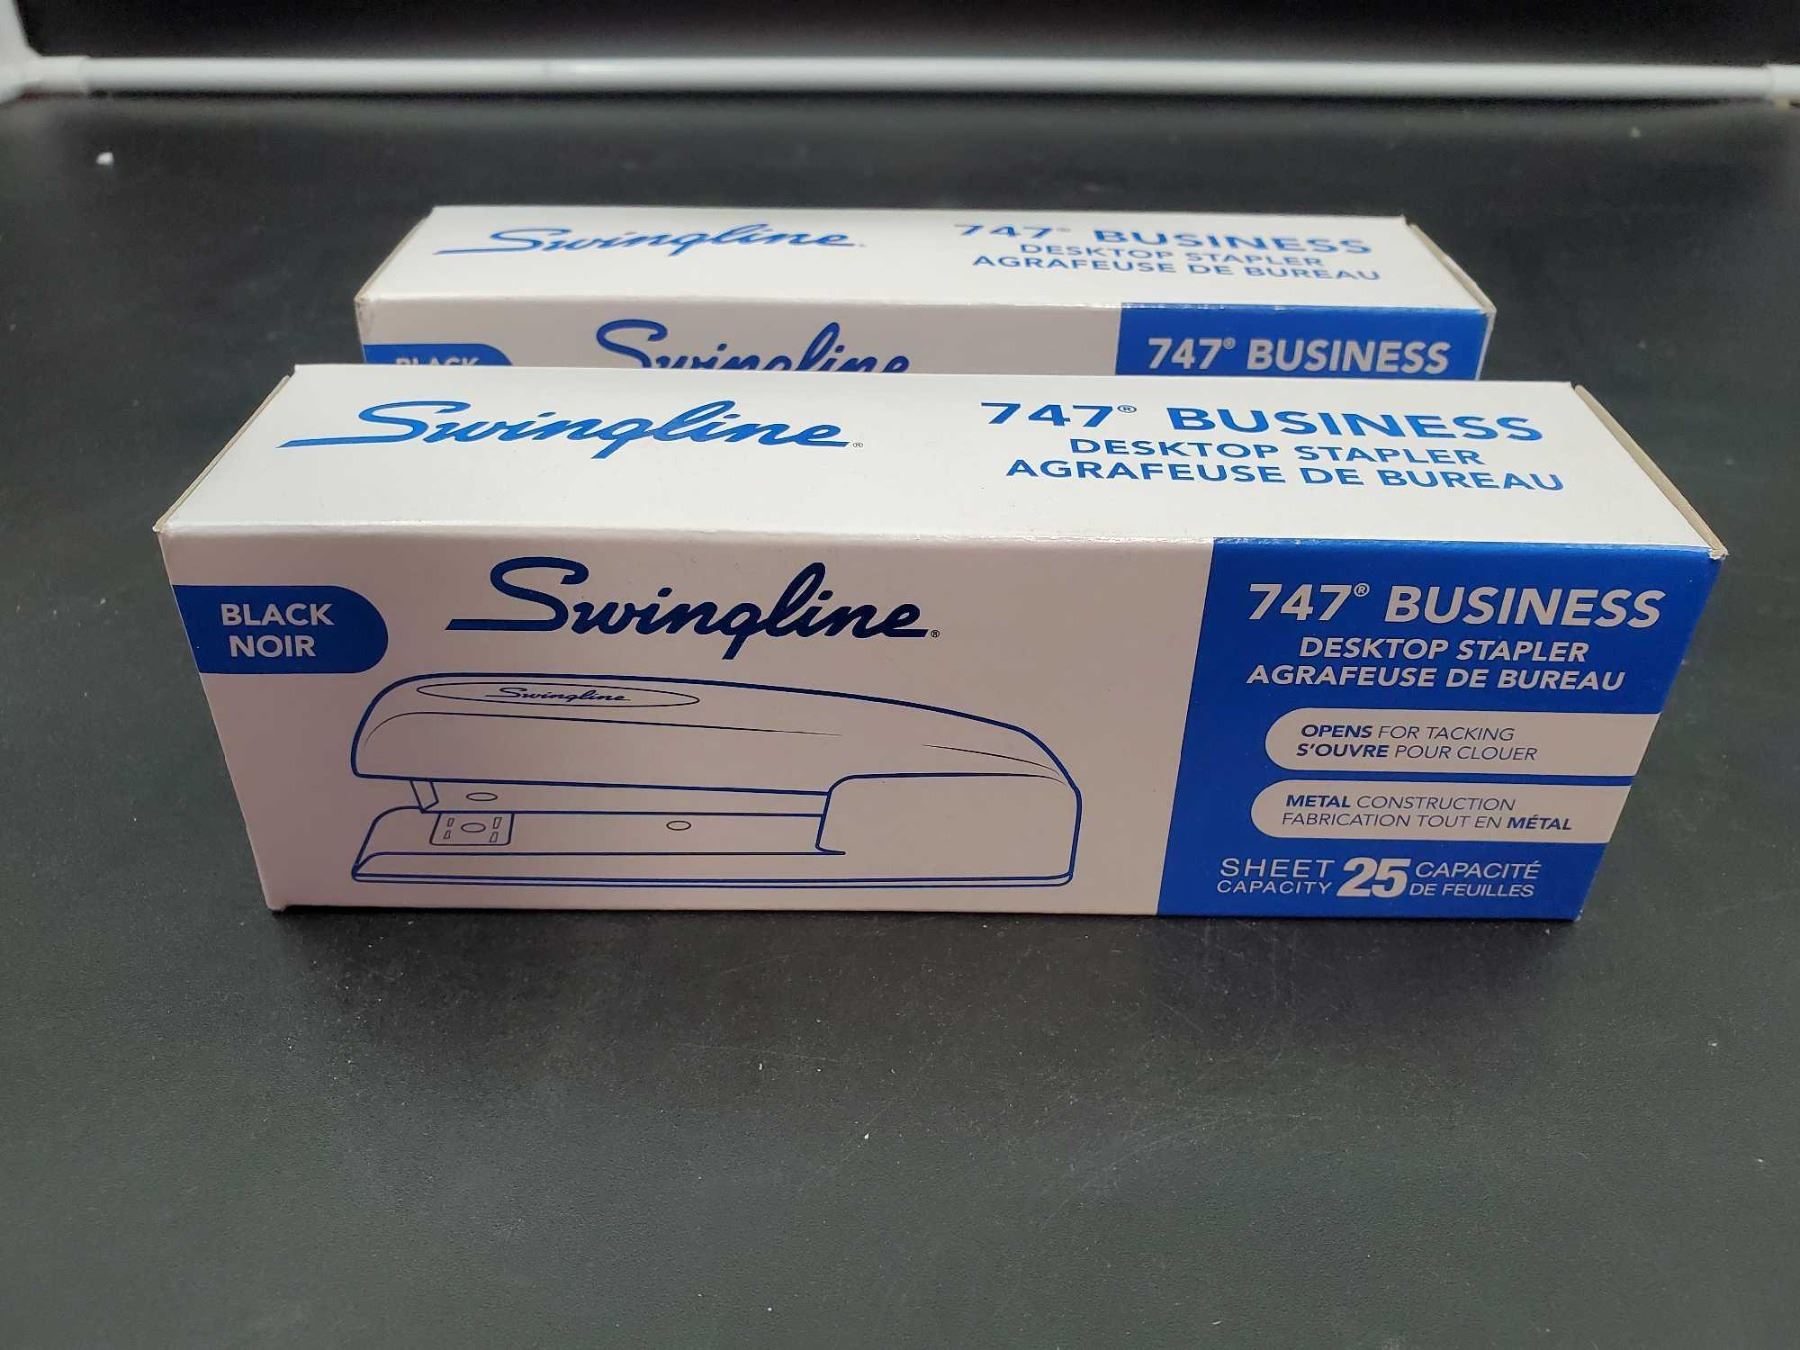 Swingline®
747® BUSINESS
DESKTOP STAPLER
AGRAFEUSE DE BUREAU
BLACK
Swingline
747® BUSINESS
Swingline®
747® BUSINESS
DESKTOP STAPLER
AGRAFEUSE DE BUREAU
BLACK
NOIR
Swingline®
Swingline
747® BUSINESS
DESKTOP STAPLER
AGRAFEUSE DE BUREAU
OPENS FOR TACKING
S'OUVRE POUR CLOUER
METAL CONSTRUCTION
FABRICATION TOUT EN MÉTAL
SHEET 25 CAPACITÉ
CAPACITY DE FEUILLES